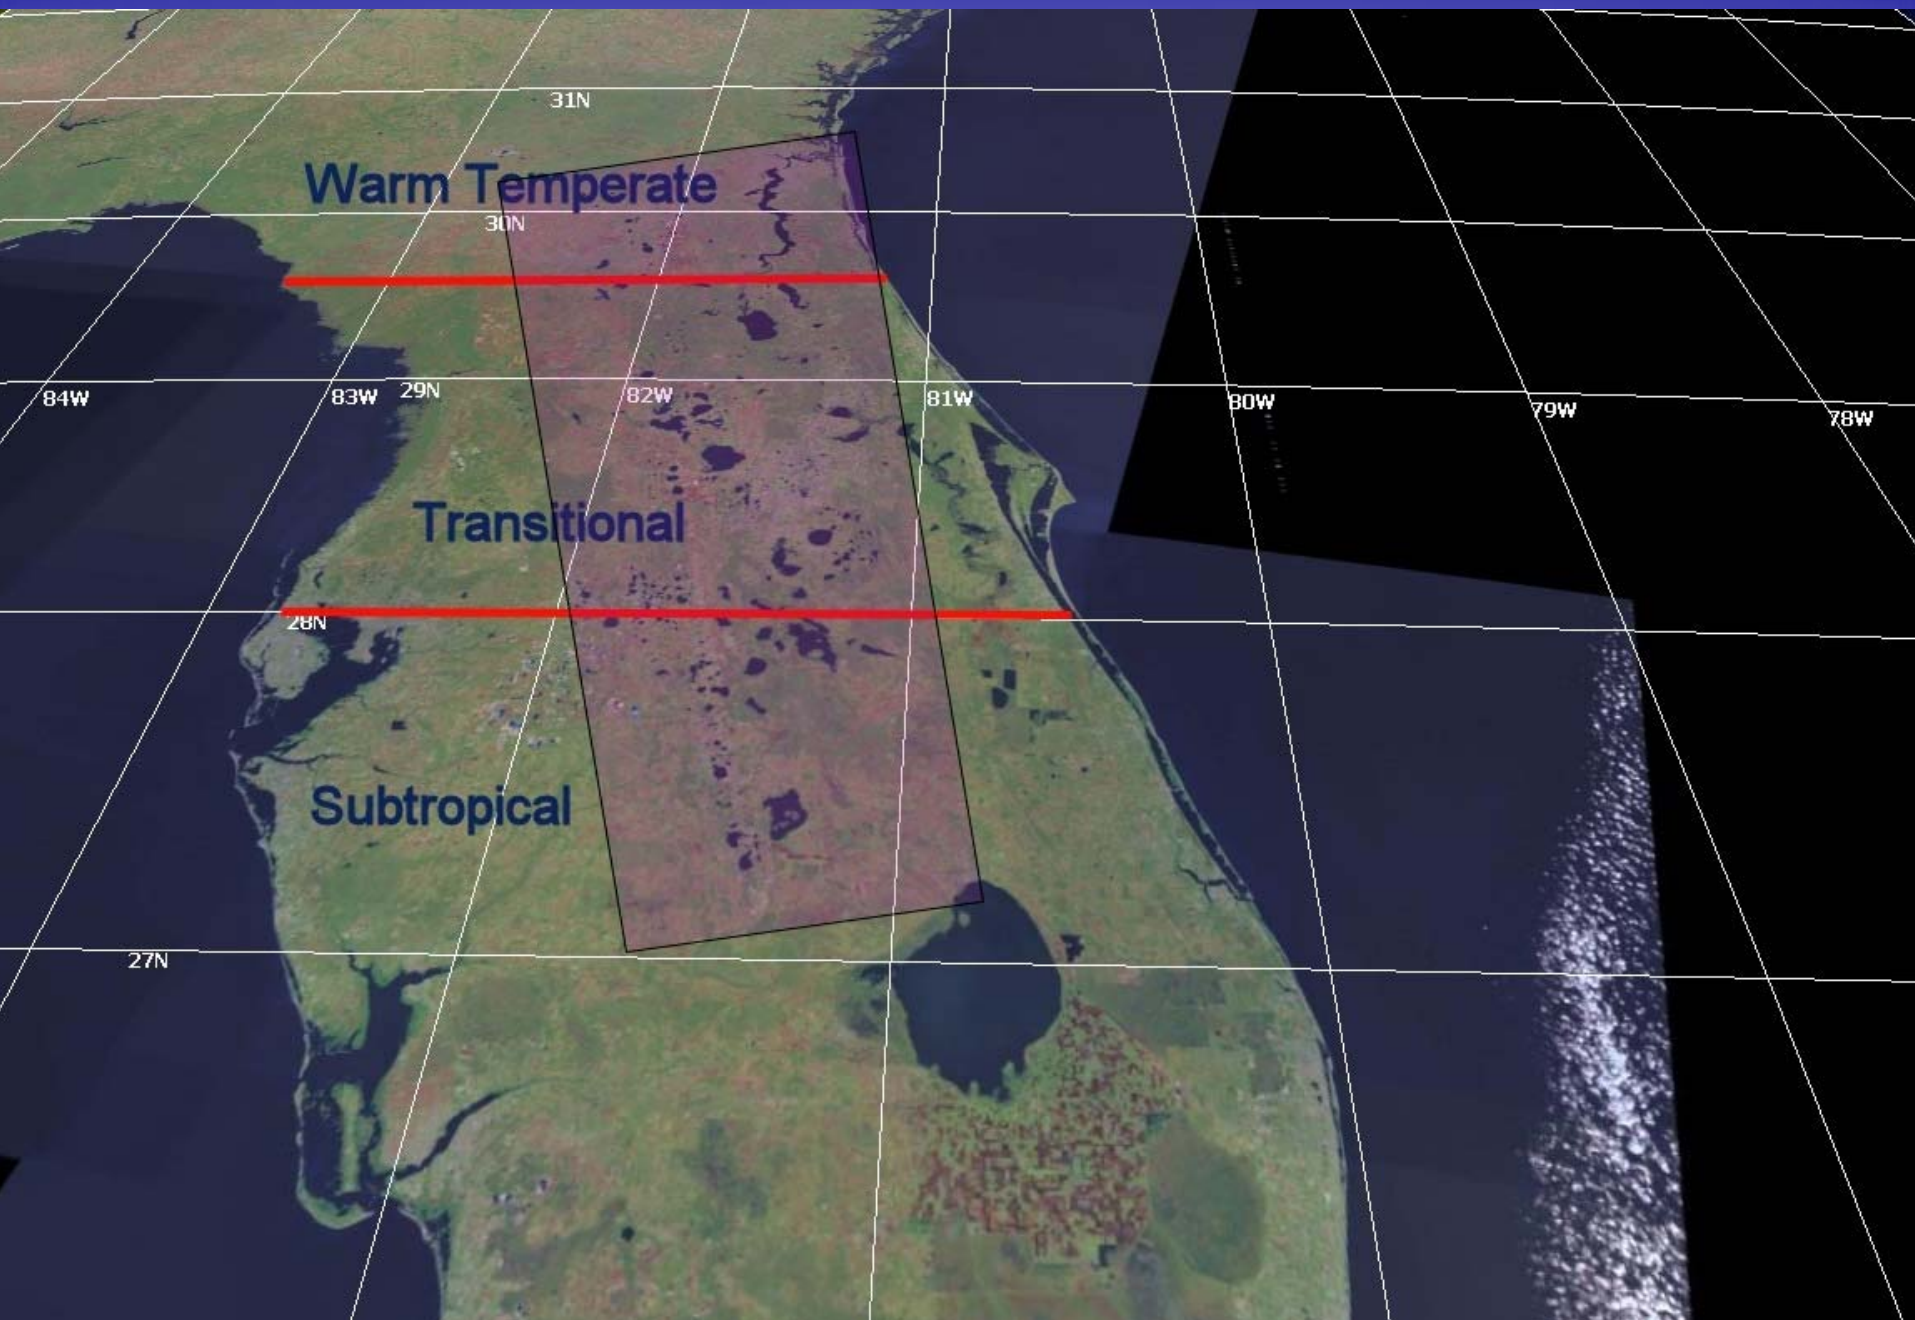 31N
Warm Temperate
30N
84W
83W
29N
82W
81W
80W
79W
78W
Transitional
28N
Subtropical
27N